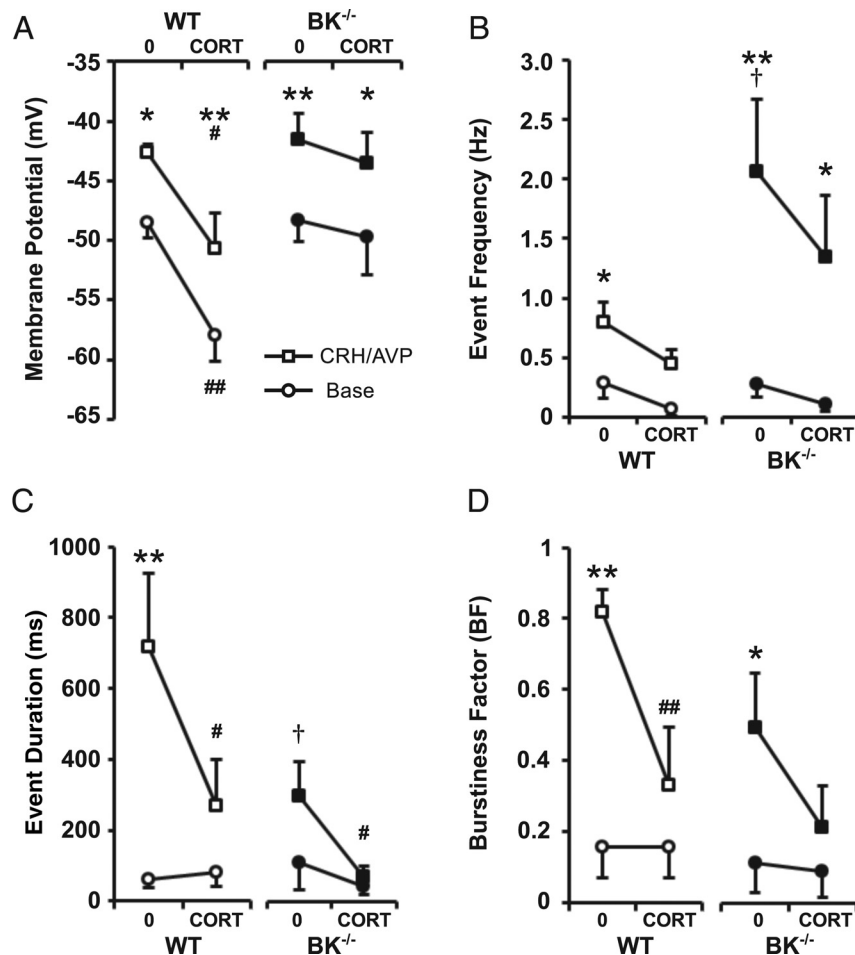 A
WT BK-/-
0 CORT 0 CORT
Membrane Potential (mV)
-35
-40
-45
-50
-55
-60
-65
* ** # ** *
##
CRH/AVP
Base
B
Event Frequency (Hz)
3.0
2.5
2.0
1.5
1.0
0.5
0
* ** † *
0 CORT 0 CORT
WT BK-/-
C
Event Duration (ms)
1000
800
600
400
200
0
** # † #
0 CORT 0 CORT
WT BK-/-
D
Burstiness Factor (BF)
1
0.8
0.6
0.4
0.2
0
** ## *
0 CORT 0 CORT
WT BK-/-